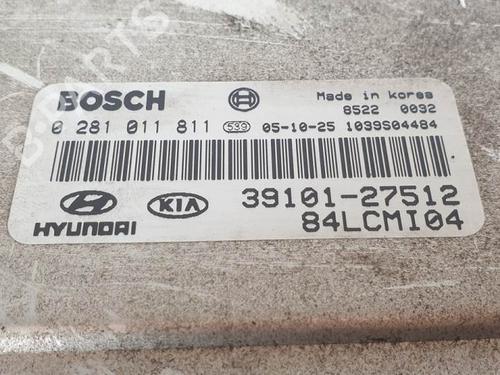 BOSCH
Made in korea
8522 0032
0 281 011 811 539 05-10-25 1039S04484
HYUNDAI KIA
39101-27512
84LCMI04